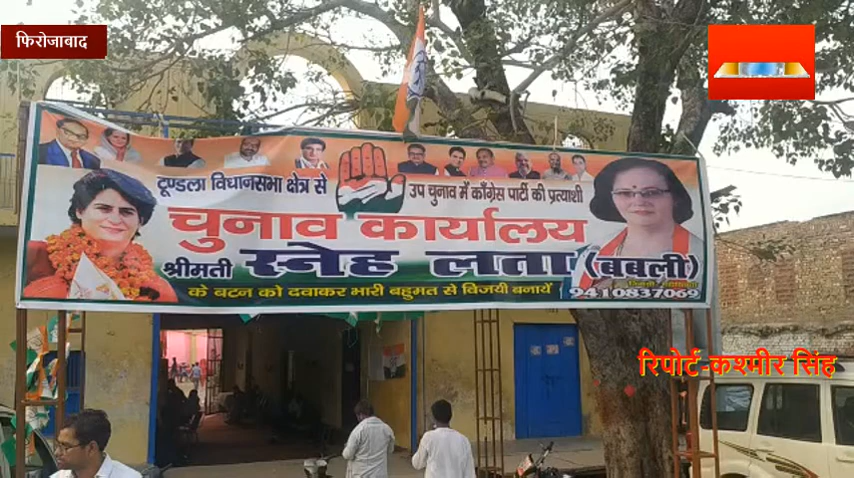 फिरोजाबाद
टूण्डला विधानसभा क्षेत्र से
उप चुनाव में काँग्रेस पार्टी की प्रत्याशी
चुनाव कार्यालय
श्रीमती स्नेह लता (बबली)
के बटन को दबाकर भारी बहुमत से विजयी बनायें
9410837069
रिपोर्ट-कश्मीर सिंह